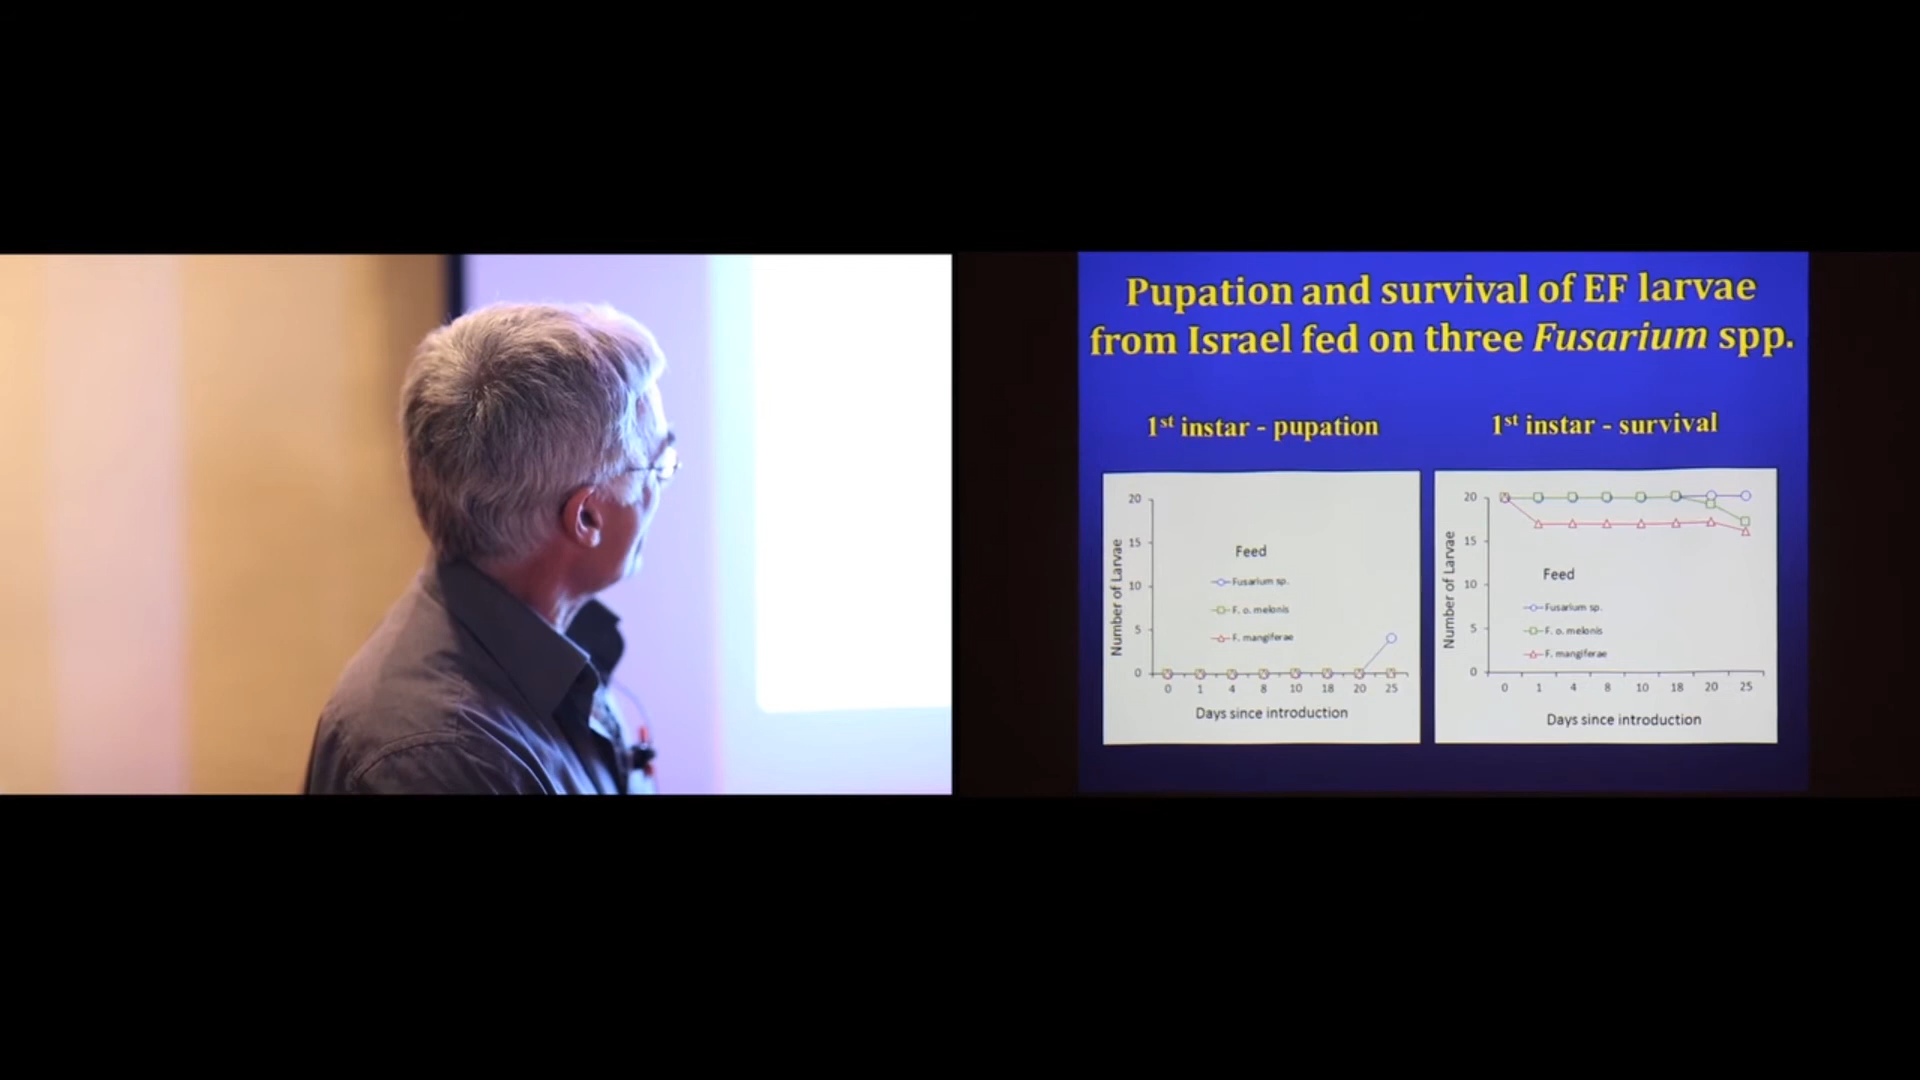 Pupation and survival of EF larvae
from Israel fed on three Fusarium spp.
1st instar - pupation
1st instar - survival
Number of Larvae
20
15
10
5
0
Feed
Fusarium sp.
F. o. melonis
F. mangiferae
0 1 4 8 10 18 20 25
Days since introduction
Number of Larvae
20
15
10
5
0
Feed
Fusarium sp.
F. o. melonis
F. mangiferae
0 1 4 8 10 18 20 25
Days since introduction